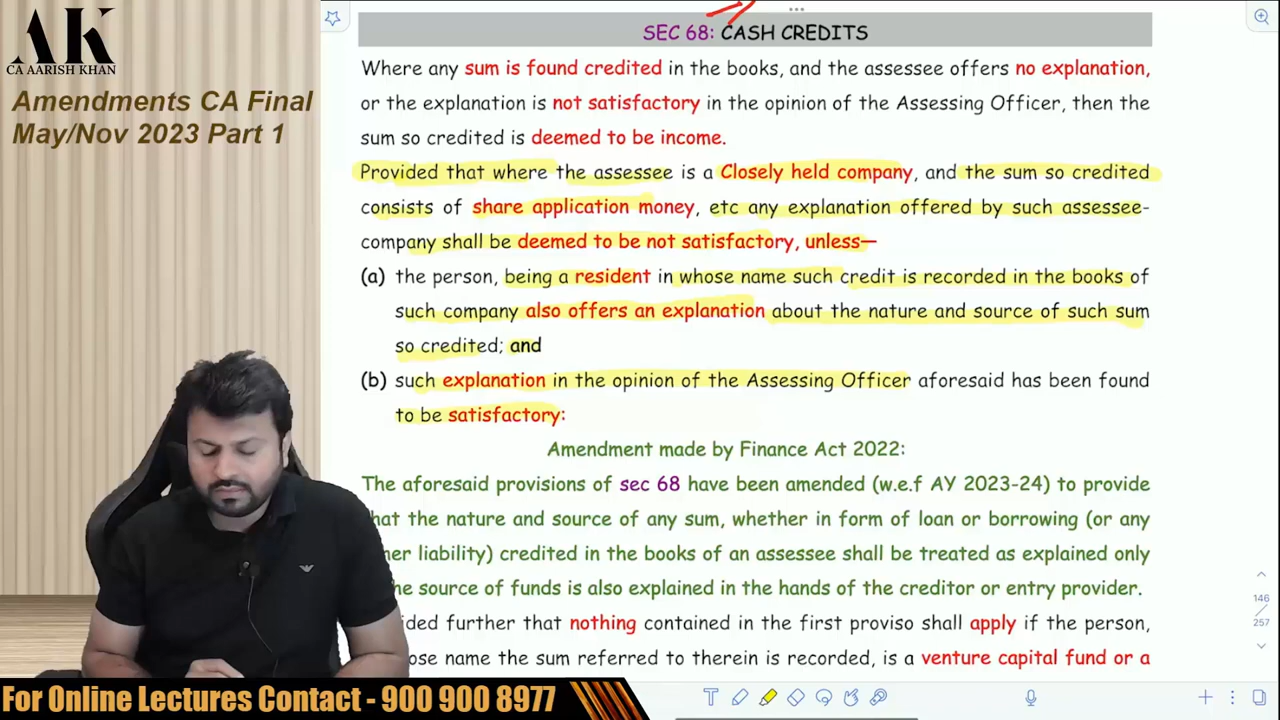 AK
CA AARISH KHAN
Amendments CA Final
May/Nov 2023 Part 1
SEC 68: CASH CREDITS
Where any sum is found credited in the books, and the assessee offers no explanation,
or the explanation is not satisfactory in the opinion of the Assessing Officer, then the
sum so credited is deemed to be income.
Provided that where the assessee is a Closely held company, and the sum so credited
consists of share application money, etc any explanation offered by such assessee-
company shall be deemed to be not satisfactory, unless—
(a) the person, being a resident in whose name such credit is recorded in the books of
such company also offers an explanation about the nature and source of such sum
so credited; and
(b) such explanation in the opinion of the Assessing Officer aforesaid has been found
to be satisfactory:
Amendment made by Finance Act 2022:
The aforesaid provisions of sec 68 have been amended (w.e.f AY 2023-24) to provide
the nature and source of any sum, whether in form of loan or borrowing (or any
liability) credited in the books of an assessee shall be treated as explained only
source of funds is also explained in the hands of the creditor or entry provider.
further that nothing contained in the first proviso shall apply if the person,
name the sum referred to therein is recorded, is a venture capital fund or a
146
257
For Online Lectures Contact - 900 900 8977